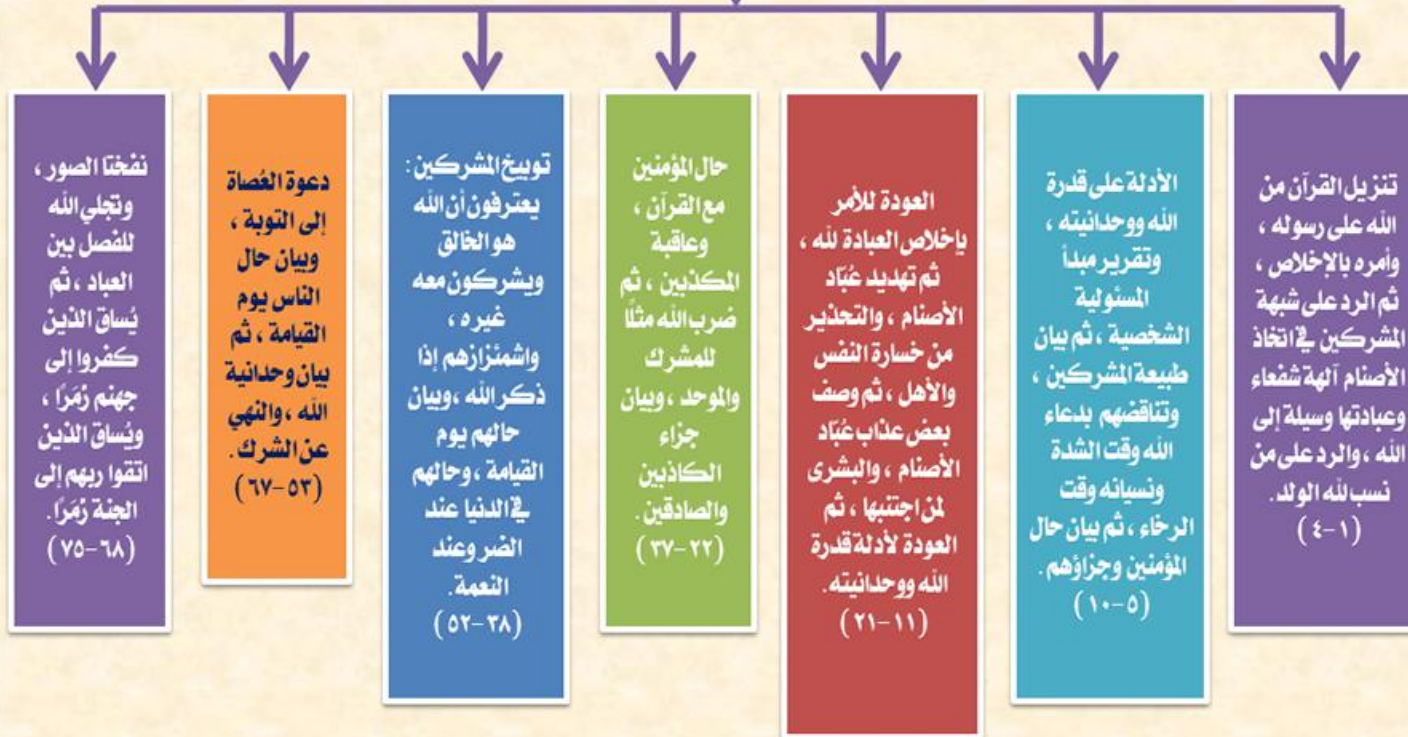 تنزيل القرآن من
الله على رسوله ،
وأمره بالإخلاص ،
ثم الرد على شبهة
المشركين في اتخاذ
الأصنام آلهة شفعاء
وعبادتها وسيلة إلى
الله ، والرد على من
نسب لله الولد.
(١-٤)
الأدلة على قدرة
الله ووحدانيته ،
وتقرير مبدأ
المسئولية
الشخصية ، ثم بيان
طبيعة المشركين ،
وتناقضهم بدعاء
الله وقت الشدة
ونسيانه وقت
الرخاء ، ثم بيان حال
المؤمنين وجزاؤهم.
(٥-١٠)
العودة للأمر
بإخلاص العبادة لله ،
ثم تهديد عُبّاد
الأصنام ، والتحذير
من خسارة النفس
والأهل ، ثم وصف
بعض عذاب عُبّاد
الأصنام ، والبشرى
لمن اجتنبها ، ثم
العودة لأدلة قدرة
الله ووحدانيته.
(١١-٢١)
حال المؤمنين
مع القرآن ،
وعاقبة
المكذبين ، ثم
ضرب الله مثلًا
للمشرك
والموحد ، وبيان
جزاء
الكاذبين
والصادقين.
(٢٢-٣٧)
توبيخ المشركين :
يعترفون أن الله
هو الخالق
ويشركون معه
غيره ،
واشمئزازهم إذا
ذكر الله ، وبيان
حالهم يوم
القيامة ، وحالهم
في الدنيا عند
الضر وعند
النعمة.
(٣٨-٥٢)
دعوة العُصاة
إلى التوبة ،
وبيان حال
الناس يوم
القيامة ، ثم
بيان وحدانية
الله ، والنهي
عن الشرك.
(٥٣-٦٧)
نفختا الصور ،
وتجلي الله
للفصل بين
العباد ، ثم
يُساق الذين
كفروا إلى
جهنم زُمَرًا ،
ويُساق الذين
اتقوا ربهم إلى
الجنة زُمَرًا.
(٦٨-٧٥)